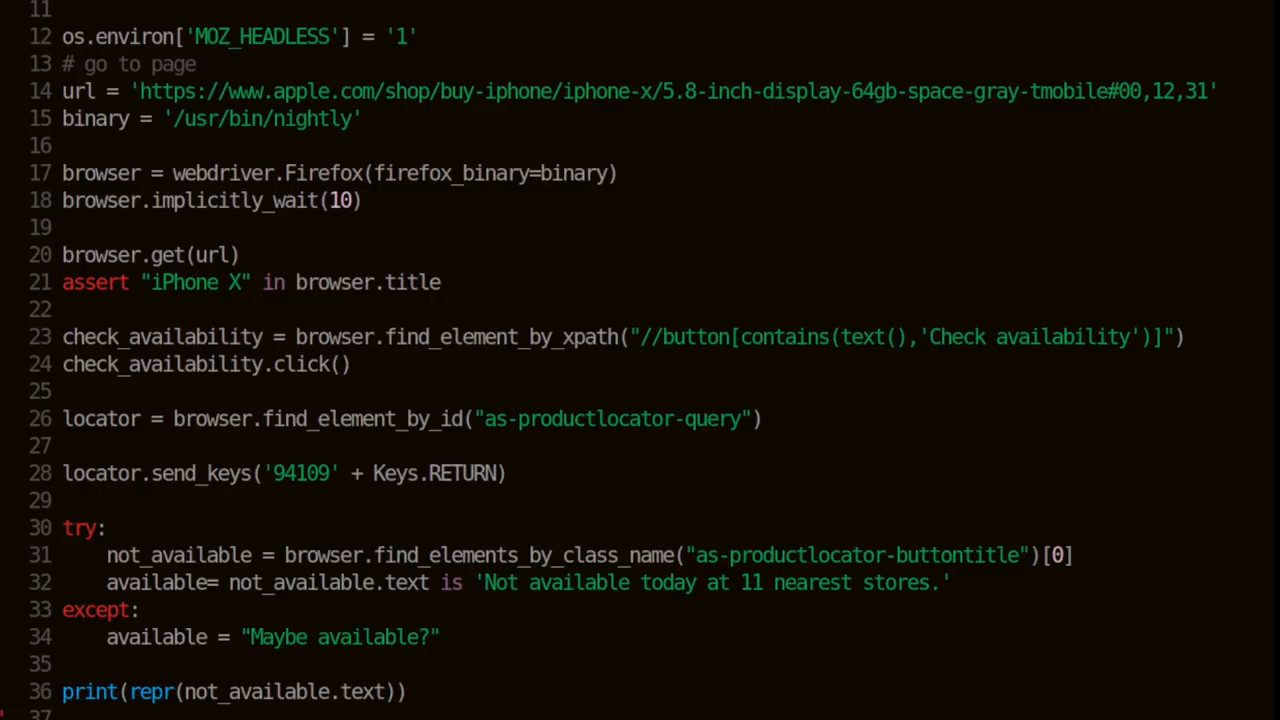 11
12 os.environ['MOZ_HEADLESS'] = '1'
13 # go to page
14 url = 'https://www.apple.com/shop/buy-iphone/iphone-x/5.8-inch-display-64gb-space-gray-tmobile#00,12,31'
15 binary = '/usr/bin/nightly'
16
17 browser = webdriver.Firefox(firefox_binary=binary)
18 browser.implicitly_wait(10)
19
20 browser.get(url)
21 assert "iPhone X" in browser.title
22
23 check_availability = browser.find_element_by_xpath("//button[contains(text(),'Check availability')]")
24 check_availability.click()
25
26 locator = browser.find_element_by_id("as-productlocator-query")
27
28 locator.send_keys('94109' + Keys.RETURN)
29
30 try:
31     not_available = browser.find_elements_by_class_name("as-productlocator-buttontitle")[0]
32     available= not_available.text is 'Not available today at 11 nearest stores.'
33 except:
34     available = "Maybe available?"
35
36 print(repr(not_available.text))
37